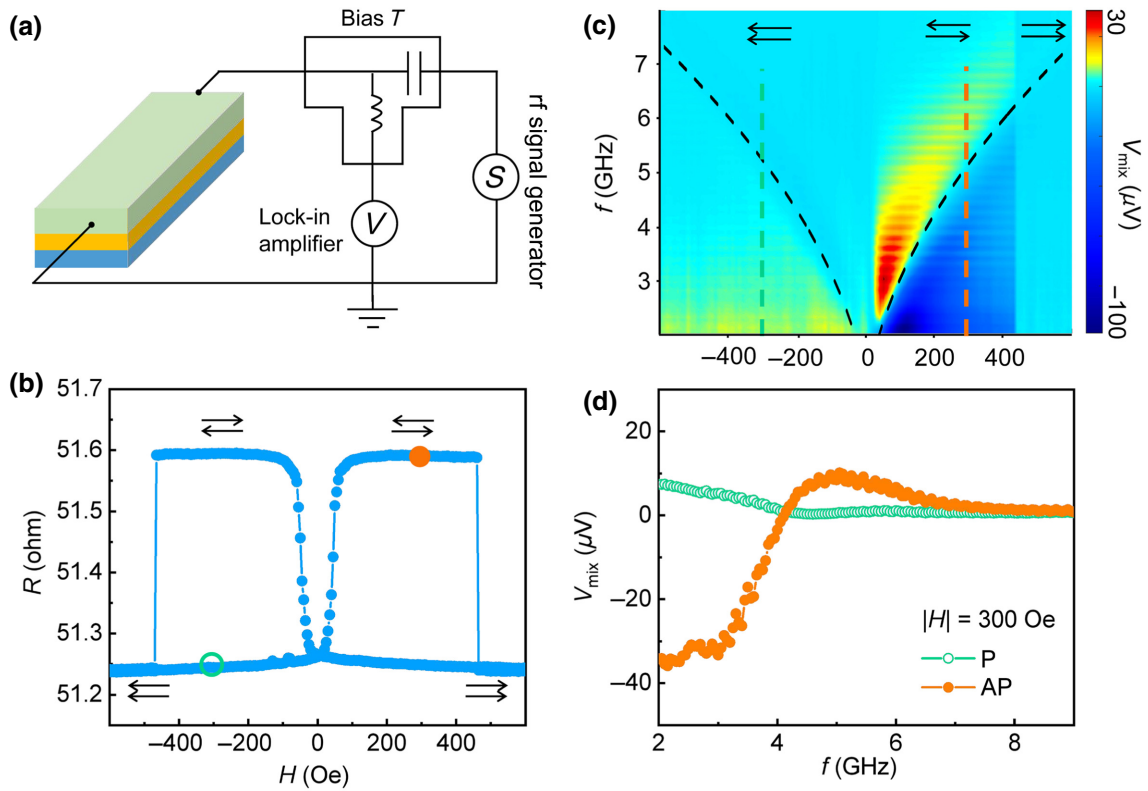 (a)
Bias T
Lock-in
amplifier
V
S
rf signal generator
(b)
51.7
51.6
51.5
51.4
51.3
51.2
R (ohm)
−400 −200 0 200 400
H (Oe)
(c)
7
6
5
4
3
f (GHz)
−400 −200 0 200 400
30
−100
Vmix (μV)
(d)
20
0
−20
−40
Vmix (μV)
|H| = 300 Oe
P
AP
2 4 6 8
f (GHz)